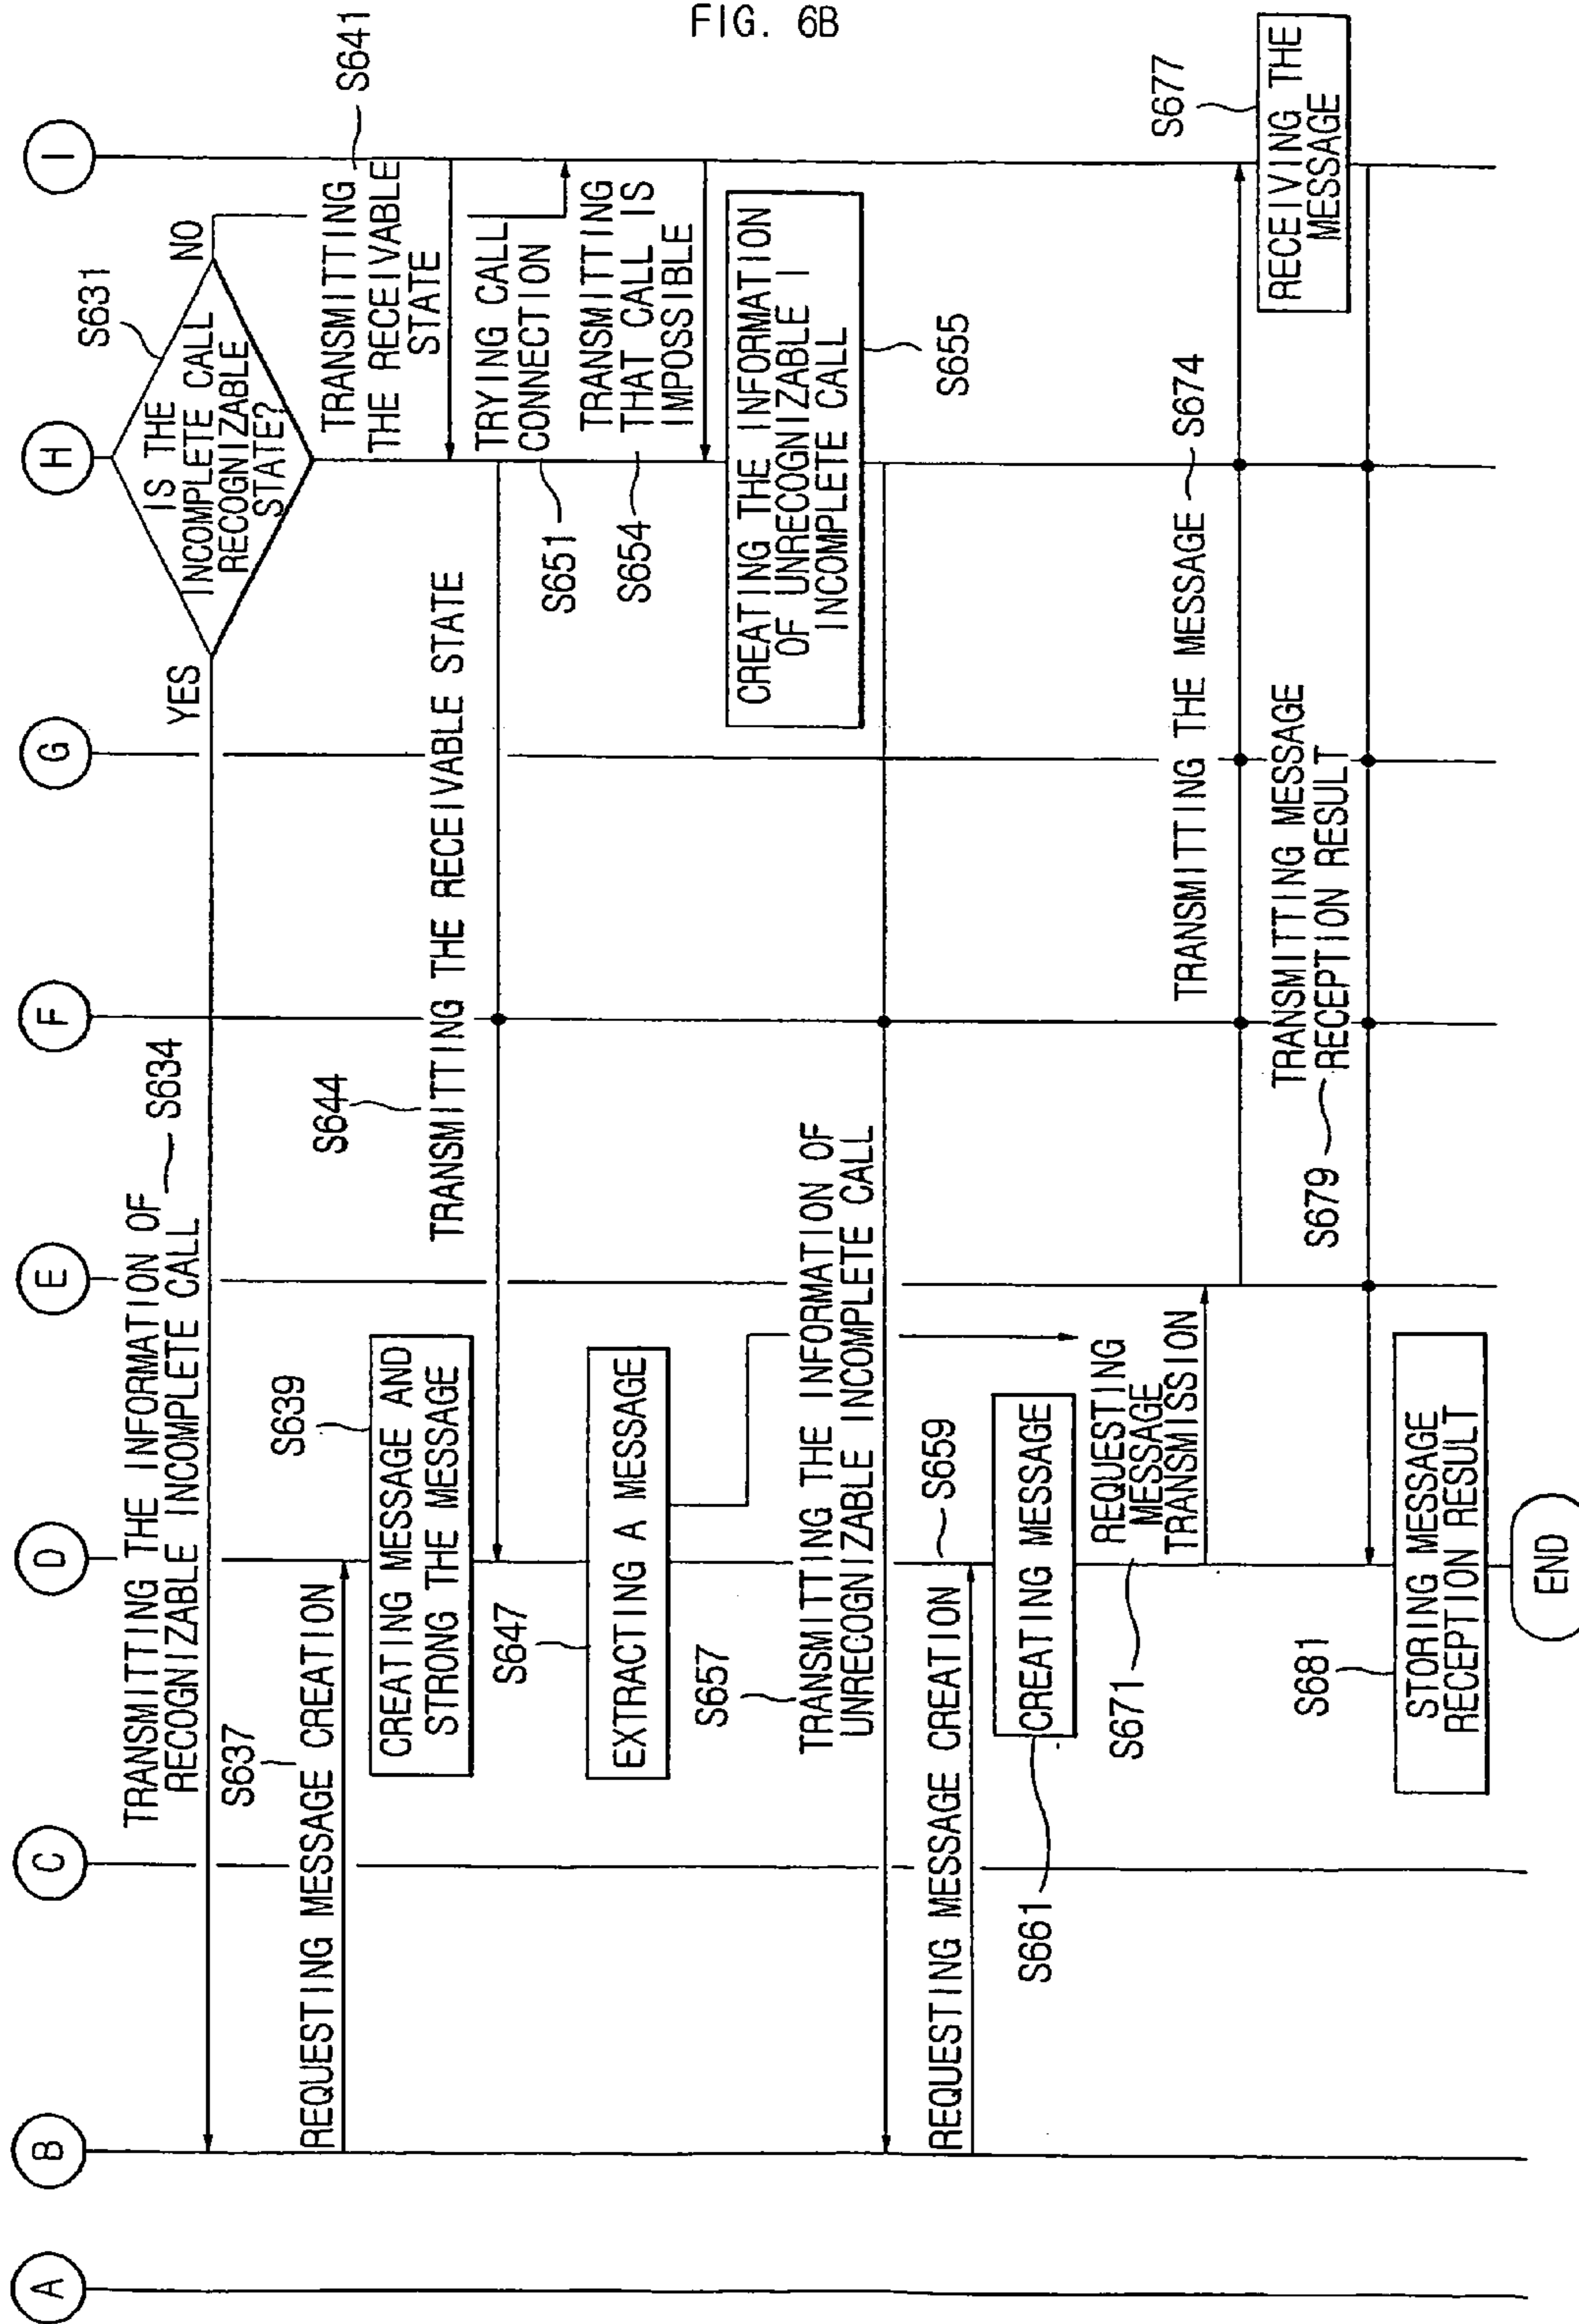 FIG. 6B
A
B
C
D
E
F
G
H
I
IS THE
INCOMPLETE CALL
RECOGNIZABLE
STATE?
S631
YES
NO
TRANSMITTING THE INFORMATION OF
RECOGNIZABLE INCOMPLETE CALL
S634
S637
REQUESTING MESSAGE CREATION
S639
CREATING MESSAGE AND
STRONG THE MESSAGE
TRANSMITTING
THE RECEIVABLE
STATE
S641
S644
TRANSMITTING THE RECEIVABLE STATE
S647
EXTRACTING A MESSAGE
TRYING CALL
CONNECTION
S651
TRANSMITTING
THAT CALL IS
IMPOSSIBLE
S654
CREATING THE INFORMATION
OF UNRECOGNIZABLE I
INCOMPLETE CALL
S655
S657
TRANSMITTING THE INFORMATION OF
UNRECOGNIZABLE INCOMPLETE CALL
REQUESTING MESSAGE CREATION
S659
CREATING MESSAGE
S661
REQUESTING
MESSAGE
TRANSMISSION
S671
TRANSMITTING THE MESSAGE
S674
RECEIVING THE
MESSAGE
S677
TRANSMITTING MESSAGE
RECEPTION RESULT
S679
S681
STORING MESSAGE
RECEPTION RESULT
END